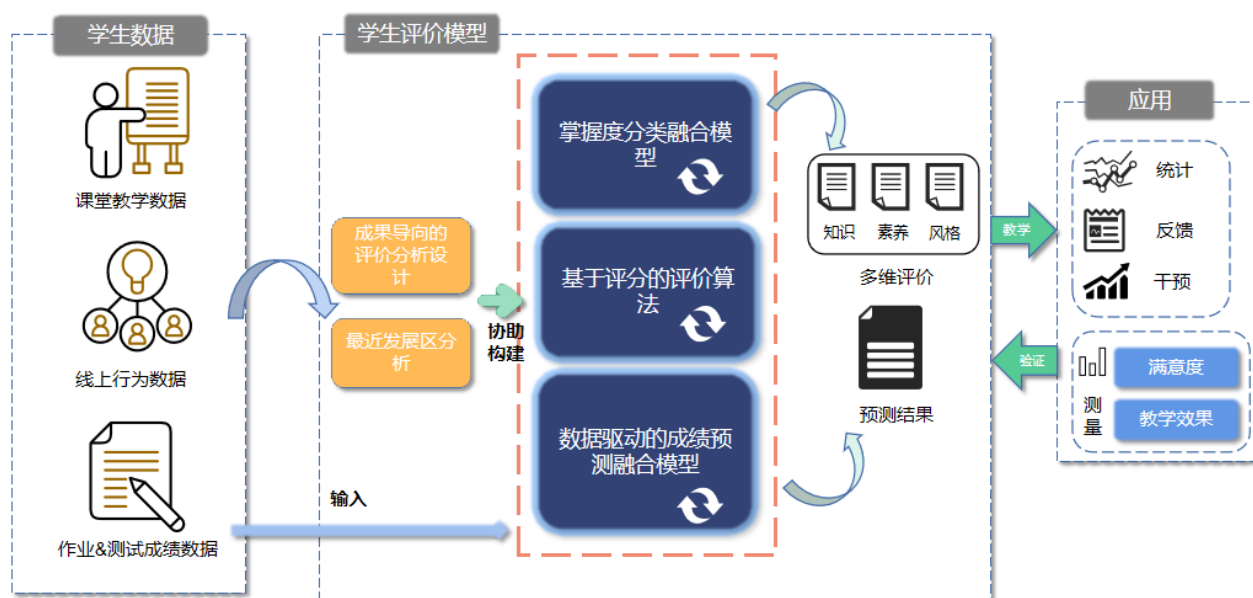 学生数据
课堂教学数据
线上行为数据
作业&测试成绩数据
学生评价模型
成果导向的
评价分析设
计
最近发展区分
析
协助
构建
输入
掌握度分类融合模
型
基于评分的评价算
法
数据驱动的成绩预
测融合模型
知识
素养
风格
多维评价
预测结果
教学
验证
应用
统计
反馈
干预
测
量
满意度
教学效果